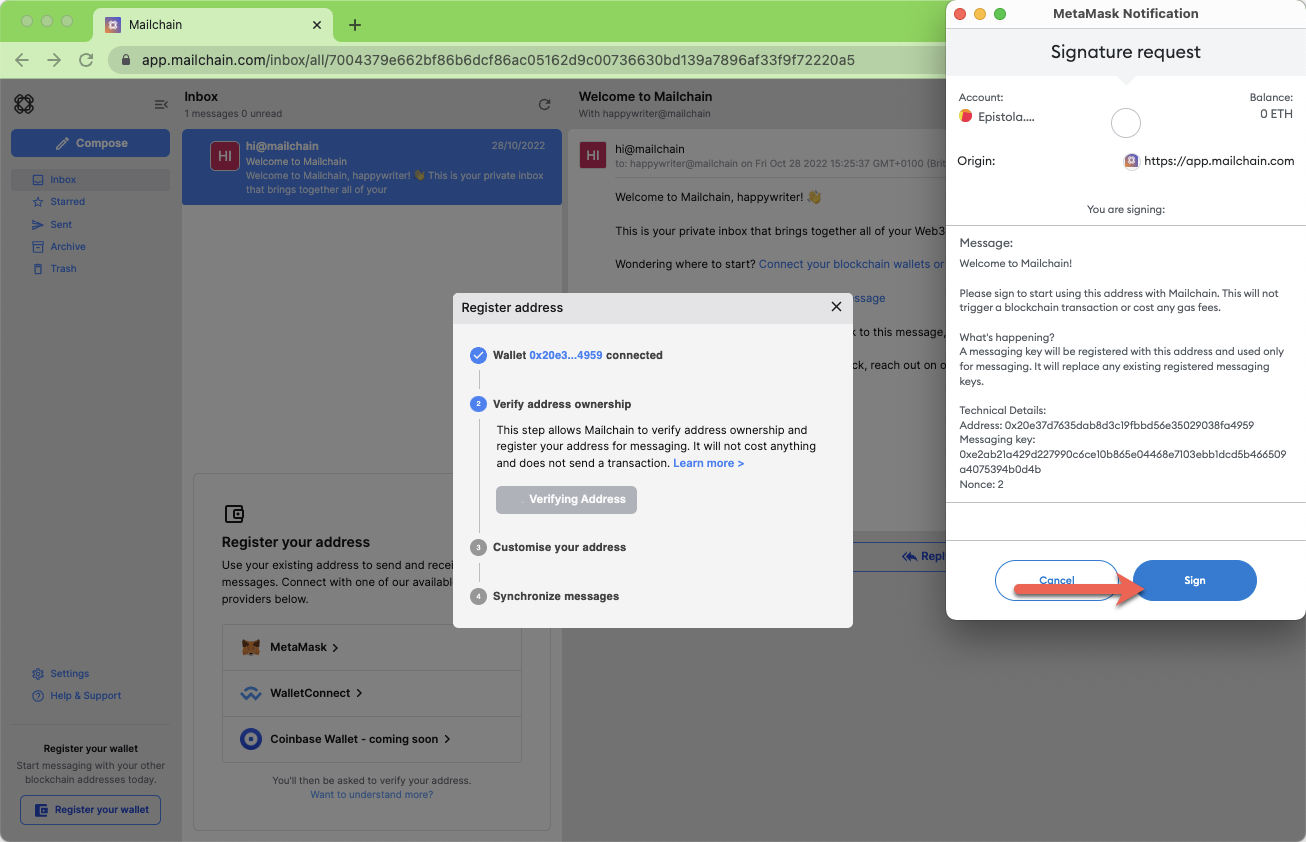 Mailchain
app.mailchain.com/inbox/all/7004379e662bf86b6dcf86ac05162d9c00736630bd139a7896af33f9f72220a5
Compose
Inbox
Starred
Sent
Archive
Trash
Settings
Help & Support
Register your wallet
Start messaging with your other
blockchain addresses today.
Register your wallet
Inbox
1 messages 0 unread
HI
hi@mailchain
28/10/2022
Welcome to Mailchain
Welcome to Mailchain, happywriter! 👋 This is your private inbox
that brings together all of your
Register your address
Use your existing address to send and recei
messages. Connect with one of our availabl
providers below.
MetaMask >
WalletConnect >
Coinbase Wallet - coming soon >
You'll then be asked to verify your address.
Want to understand more?
Welcome to Mailchain
With happywriter@mailchain
HI
hi@mailchain
to: happywriter@mailchain on Fri Oct 28 2022 15:25:37 GMT+0100 (Brit
Welcome to Mailchain, happywriter! 👋
This is your private inbox that brings together all of your Web3
Wondering where to start? Connect your blockchain wallets or
ssage
k to this message,
ck, reach out on o
Reply
Register address
Wallet 0x20e3...4959 connected
2
Verify address ownership
This step allows Mailchain to verify address ownership and
register your address for messaging. It will not cost anything
and does not send a transaction. Learn more >
Verifying Address
3
Customise your address
4
Synchronize messages
MetaMask Notification
Signature request
Account:
Balance:
Epistola....
0 ETH
Origin:
https://app.mailchain.com
You are signing:
Message:
Welcome to Mailchain!
Please sign to start using this address with Mailchain. This will not
trigger a blockchain transaction or cost any gas fees.
What's happening?
A messaging key will be registered with this address and used only
for messaging. It will replace any existing registered messaging
keys.
Technical Details:
Address: 0x20e37d7635dab8d3c19fbbd56e35029038fa4959
Messaging key:
0xe2ab21a429d227990c6ce10b865e04468e7103ebb1dcd5b466509
a4075394b0d4b
Nonce: 2
Cancel
Sign